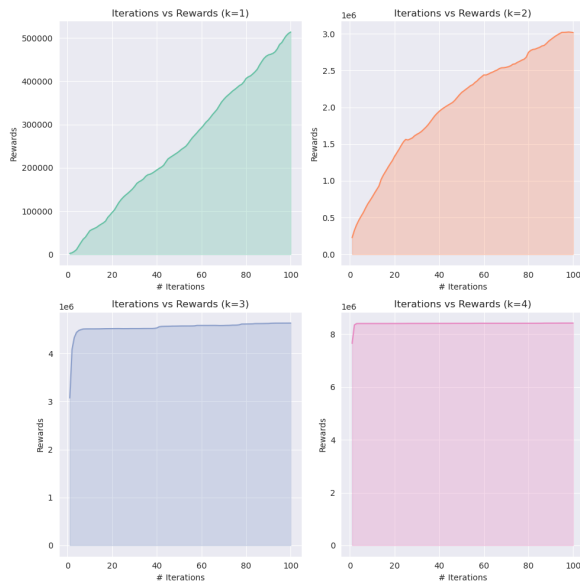 Iterations vs Rewards (k=1)
Rewards
500000
400000
300000
200000
100000
0
0 20 40 60 80 100
# Iterations
Iterations vs Rewards (k=2)
1e6
Rewards
3.0
2.5
2.0
1.5
1.0
0.5
0.0
0 20 40 60 80 100
# Iterations
Iterations vs Rewards (k=3)
1e6
Rewards
4
3
2
1
0
0 20 40 60 80 100
# Iterations
Iterations vs Rewards (k=4)
1e6
Rewards
8
6
4
2
0
0 20 40 60 80 100
# Iterations